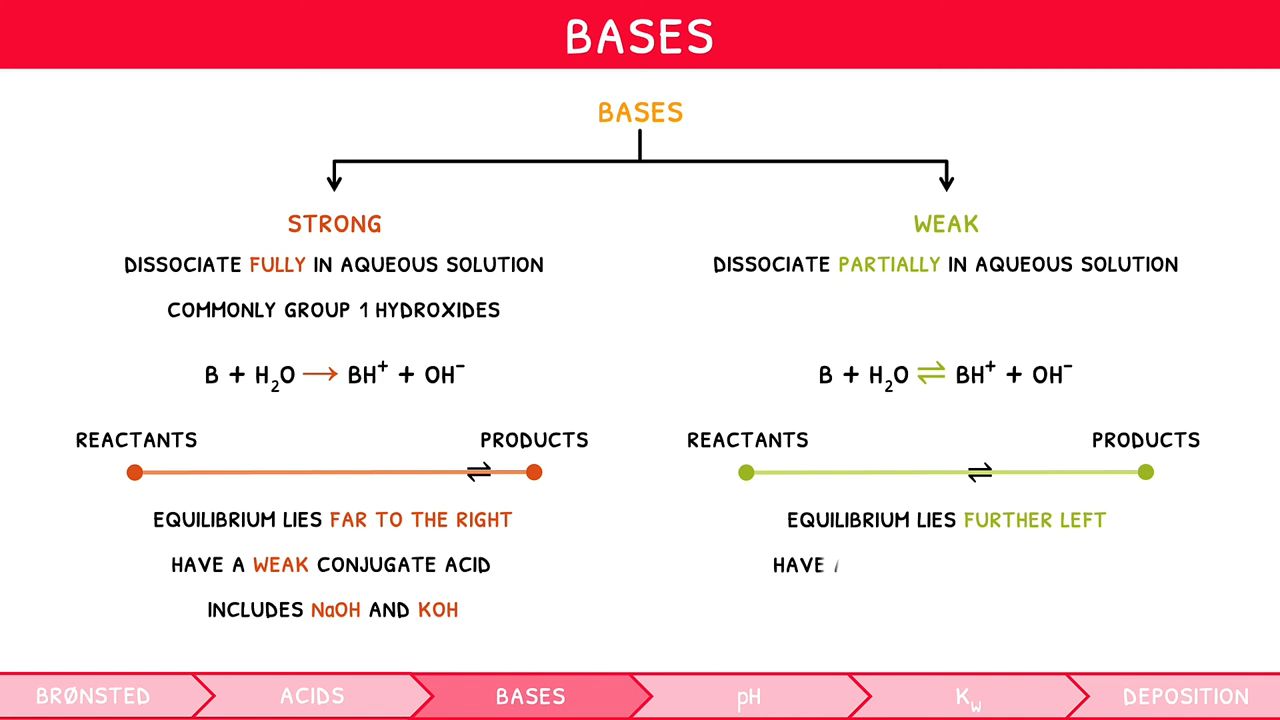 BASES
BASES
STRONG
DISSOCIATE FULLY IN AQUEOUS SOLUTION
COMMONLY GROUP 1 HYDROXIDES
B + H₂O → BH⁺ + OH⁻
REACTANTS PRODUCTS
⇌
EQUILIBRIUM LIES FAR TO THE RIGHT
HAVE A WEAK CONJUGATE ACID
INCLUDES NaOH AND KOH
WEAK
DISSOCIATE PARTIALLY IN AQUEOUS SOLUTION
B + H₂O ⇌ BH⁺ + OH⁻
REACTANTS PRODUCTS
⇌
EQUILIBRIUM LIES FURTHER LEFT
HAVE
BRØNSTED ACIDS BASES pH K_w DEPOSITION